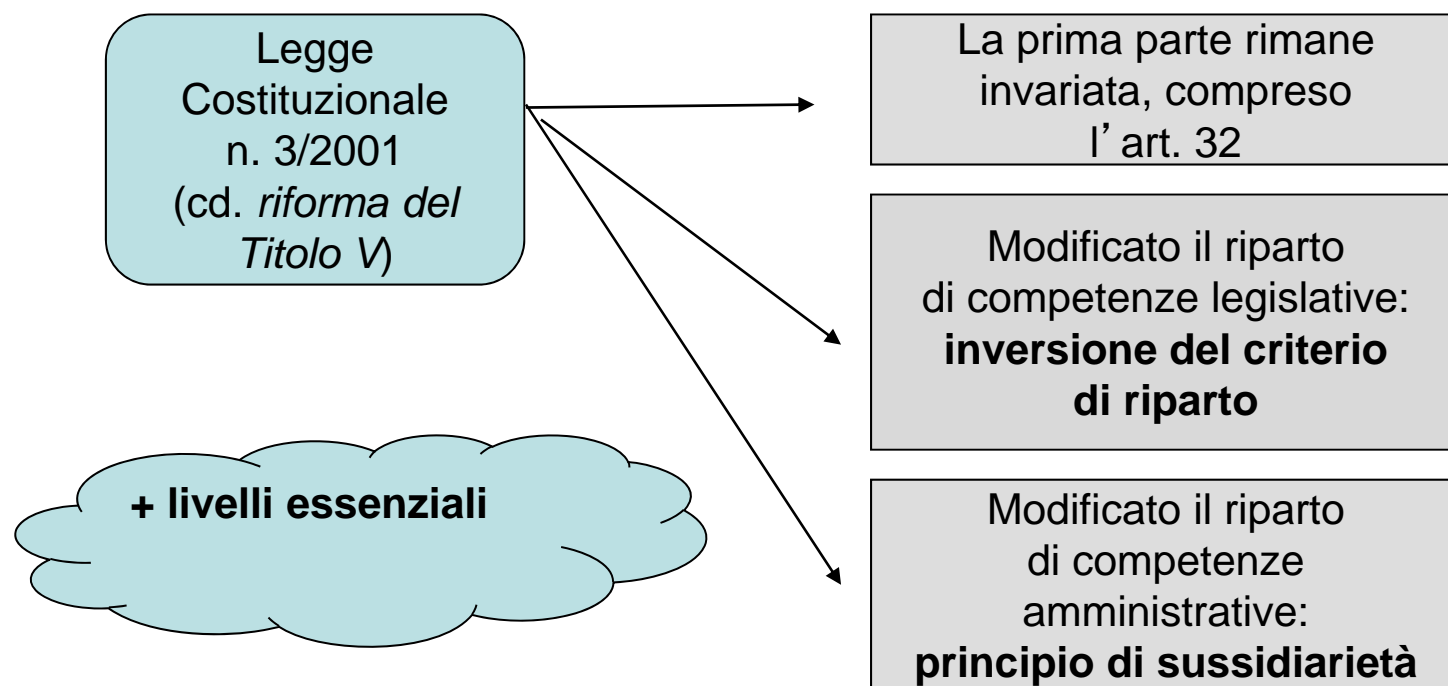 Legge
Costituzionale
n. 3/2001
(cd. riforma del
Titolo V)
La prima parte rimane
invariata, compreso
l’ art. 32
Modificato il riparto
di competenze legislative:
inversione del criterio
di riparto
+ livelli essenziali
Modificato il riparto
di competenze
amministrative:
principio di sussidiarietà